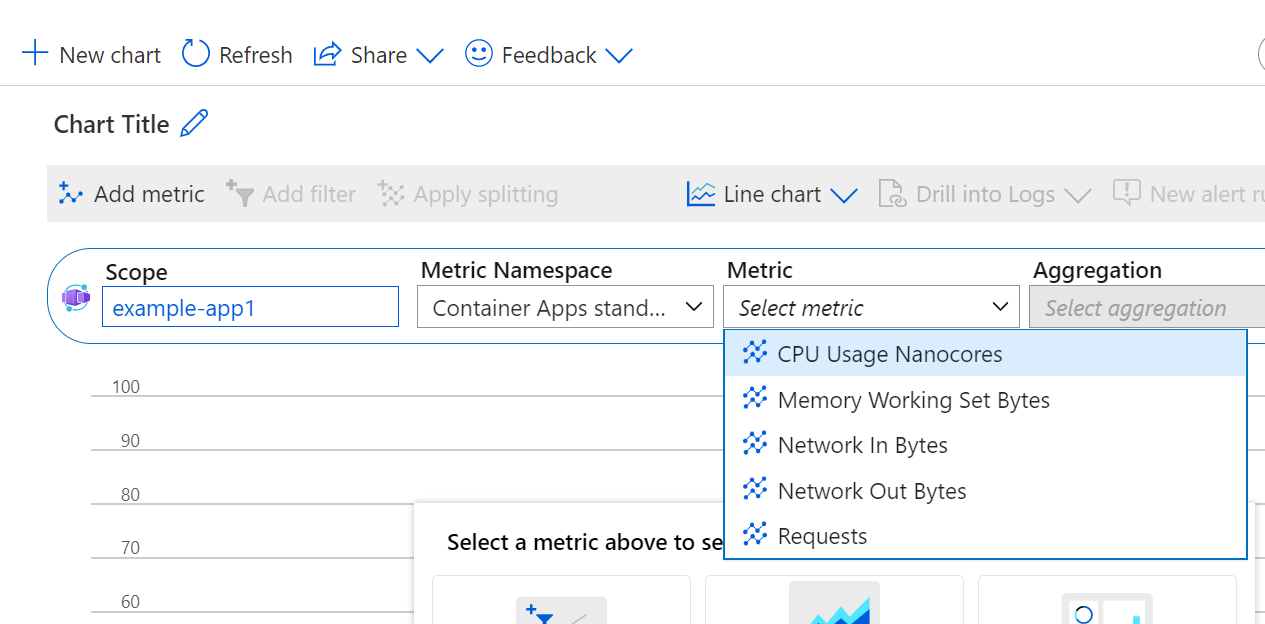 New chart Refresh Share Feedback
Chart Title
Add metric Add filter Apply splitting Line chart Drill into Logs New alert
Scope Metric Namespace Metric Aggregation
example-app1 Container Apps stand... Select metric Select aggregation
CPU Usage Nanocores
Memory Working Set Bytes
Network In Bytes
Network Out Bytes
Requests
100
90
80
70
60
Select a metric above to